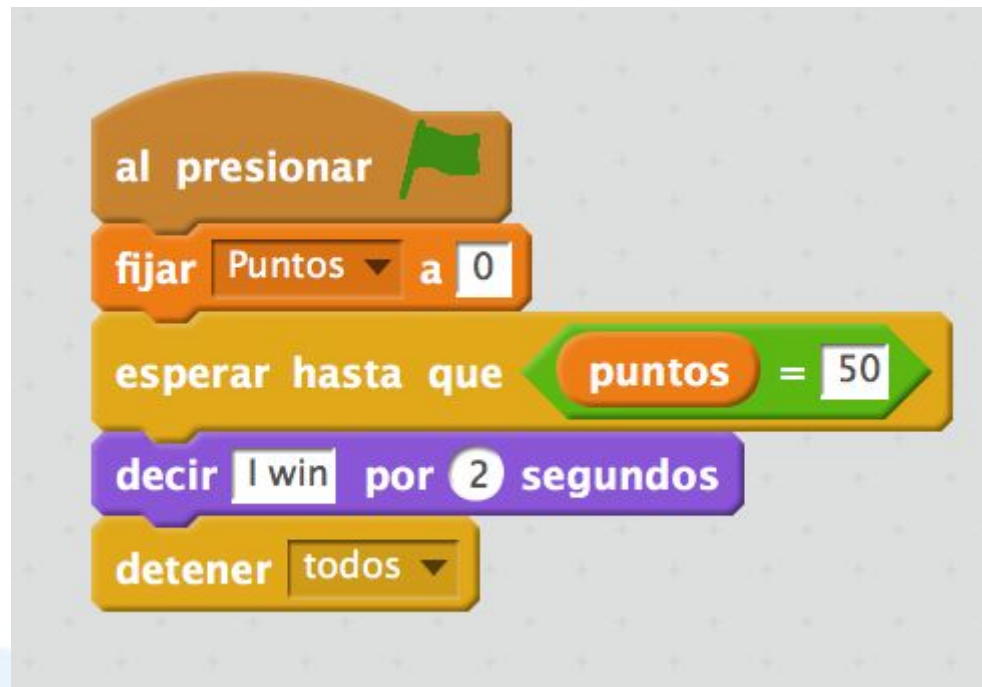 al presionar
fijar Puntos a 0
esperar hasta que puntos = 50
decir I win por 2 segundos
detener todos